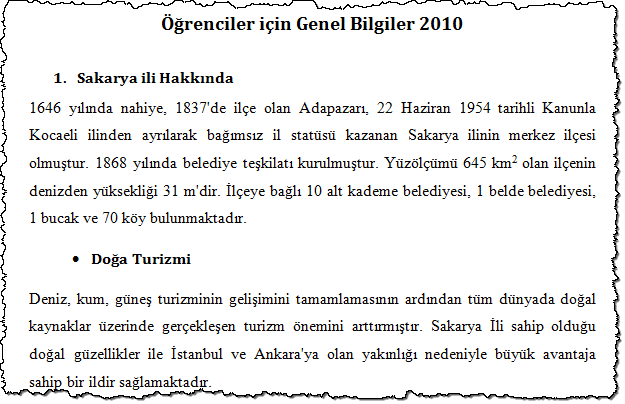 Öğrenciler için Genel Bilgiler 2010
1. Sakarya ili Hakkında
1646 yılında nahiye, 1837'de ilçe olan Adapazarı, 22 Haziran 1954 tarihli Kanunla
Kocaeli ilinden ayrılarak bağımsız il statüsü kazanan Sakarya ilinin merkez ilçesi
olmuştur. 1868 yılında belediye teşkilatı kurulmuştur. Yüzölçümü 645 km² olan ilçenin
denizden yüksekliği 31 m'dir. İlçeye bağlı 10 alt kademe belediyesi, 1 belde belediyesi,
1 bucak ve 70 köy bulunmaktadır.
• Doğa Turizmi
Deniz, kum, güneş turizminin gelişimini tamamlamasının ardından tüm dünyada doğal
kaynaklar üzerinde gerçekleşen turizm önemini arttırmıştır. Sakarya İli sahip olduğu
doğal güzellikler ile İstanbul ve Ankara'ya olan yakınlığı nedeniyle büyük avantaja
sahip bir ildir sağlamaktadır.